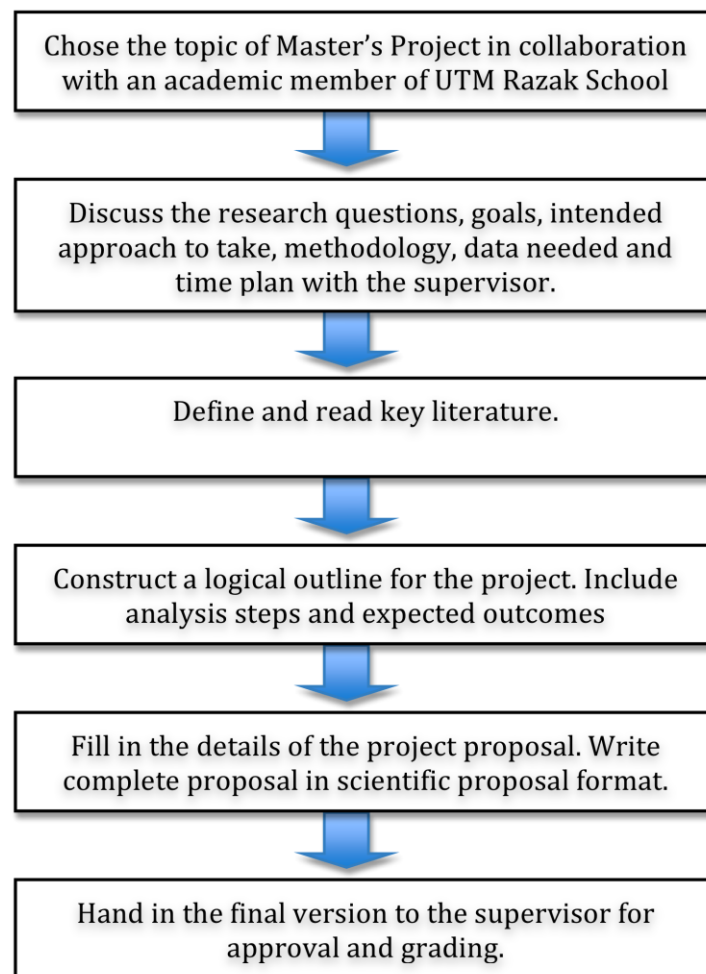 Chose the topic of Master’s Project in collaboration
with an academic member of UTM Razak School
Discuss the research questions, goals, intended
approach to take, methodology, data needed and
time plan with the supervisor.
Define and read key literature.
Construct a logical outline for the project. Include
analysis steps and expected outcomes
Fill in the details of the project proposal. Write
complete proposal in scientific proposal format.
Hand in the final version to the supervisor for
approval and grading.